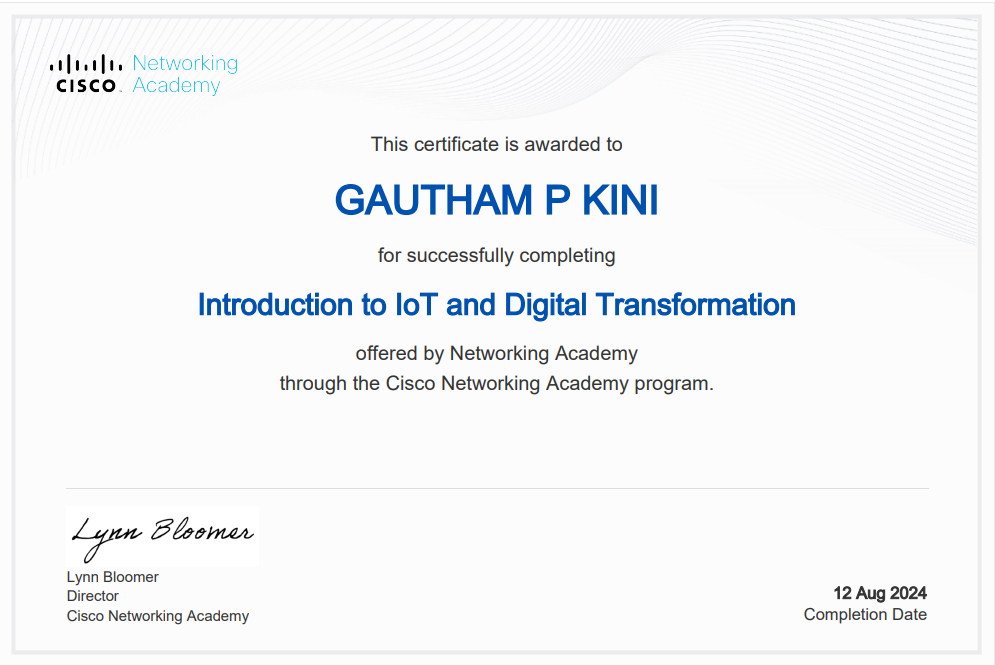 Networking
CISCO Academy
This certificate is awarded to
GAUTHAM P KINI
for successfully completing
Introduction to IoT and Digital Transformation
offered by Networking Academy
through the Cisco Networking Academy program.
Lynn Bloomer
Lynn Bloomer
Director
Cisco Networking Academy
12 Aug 2024
Completion Date